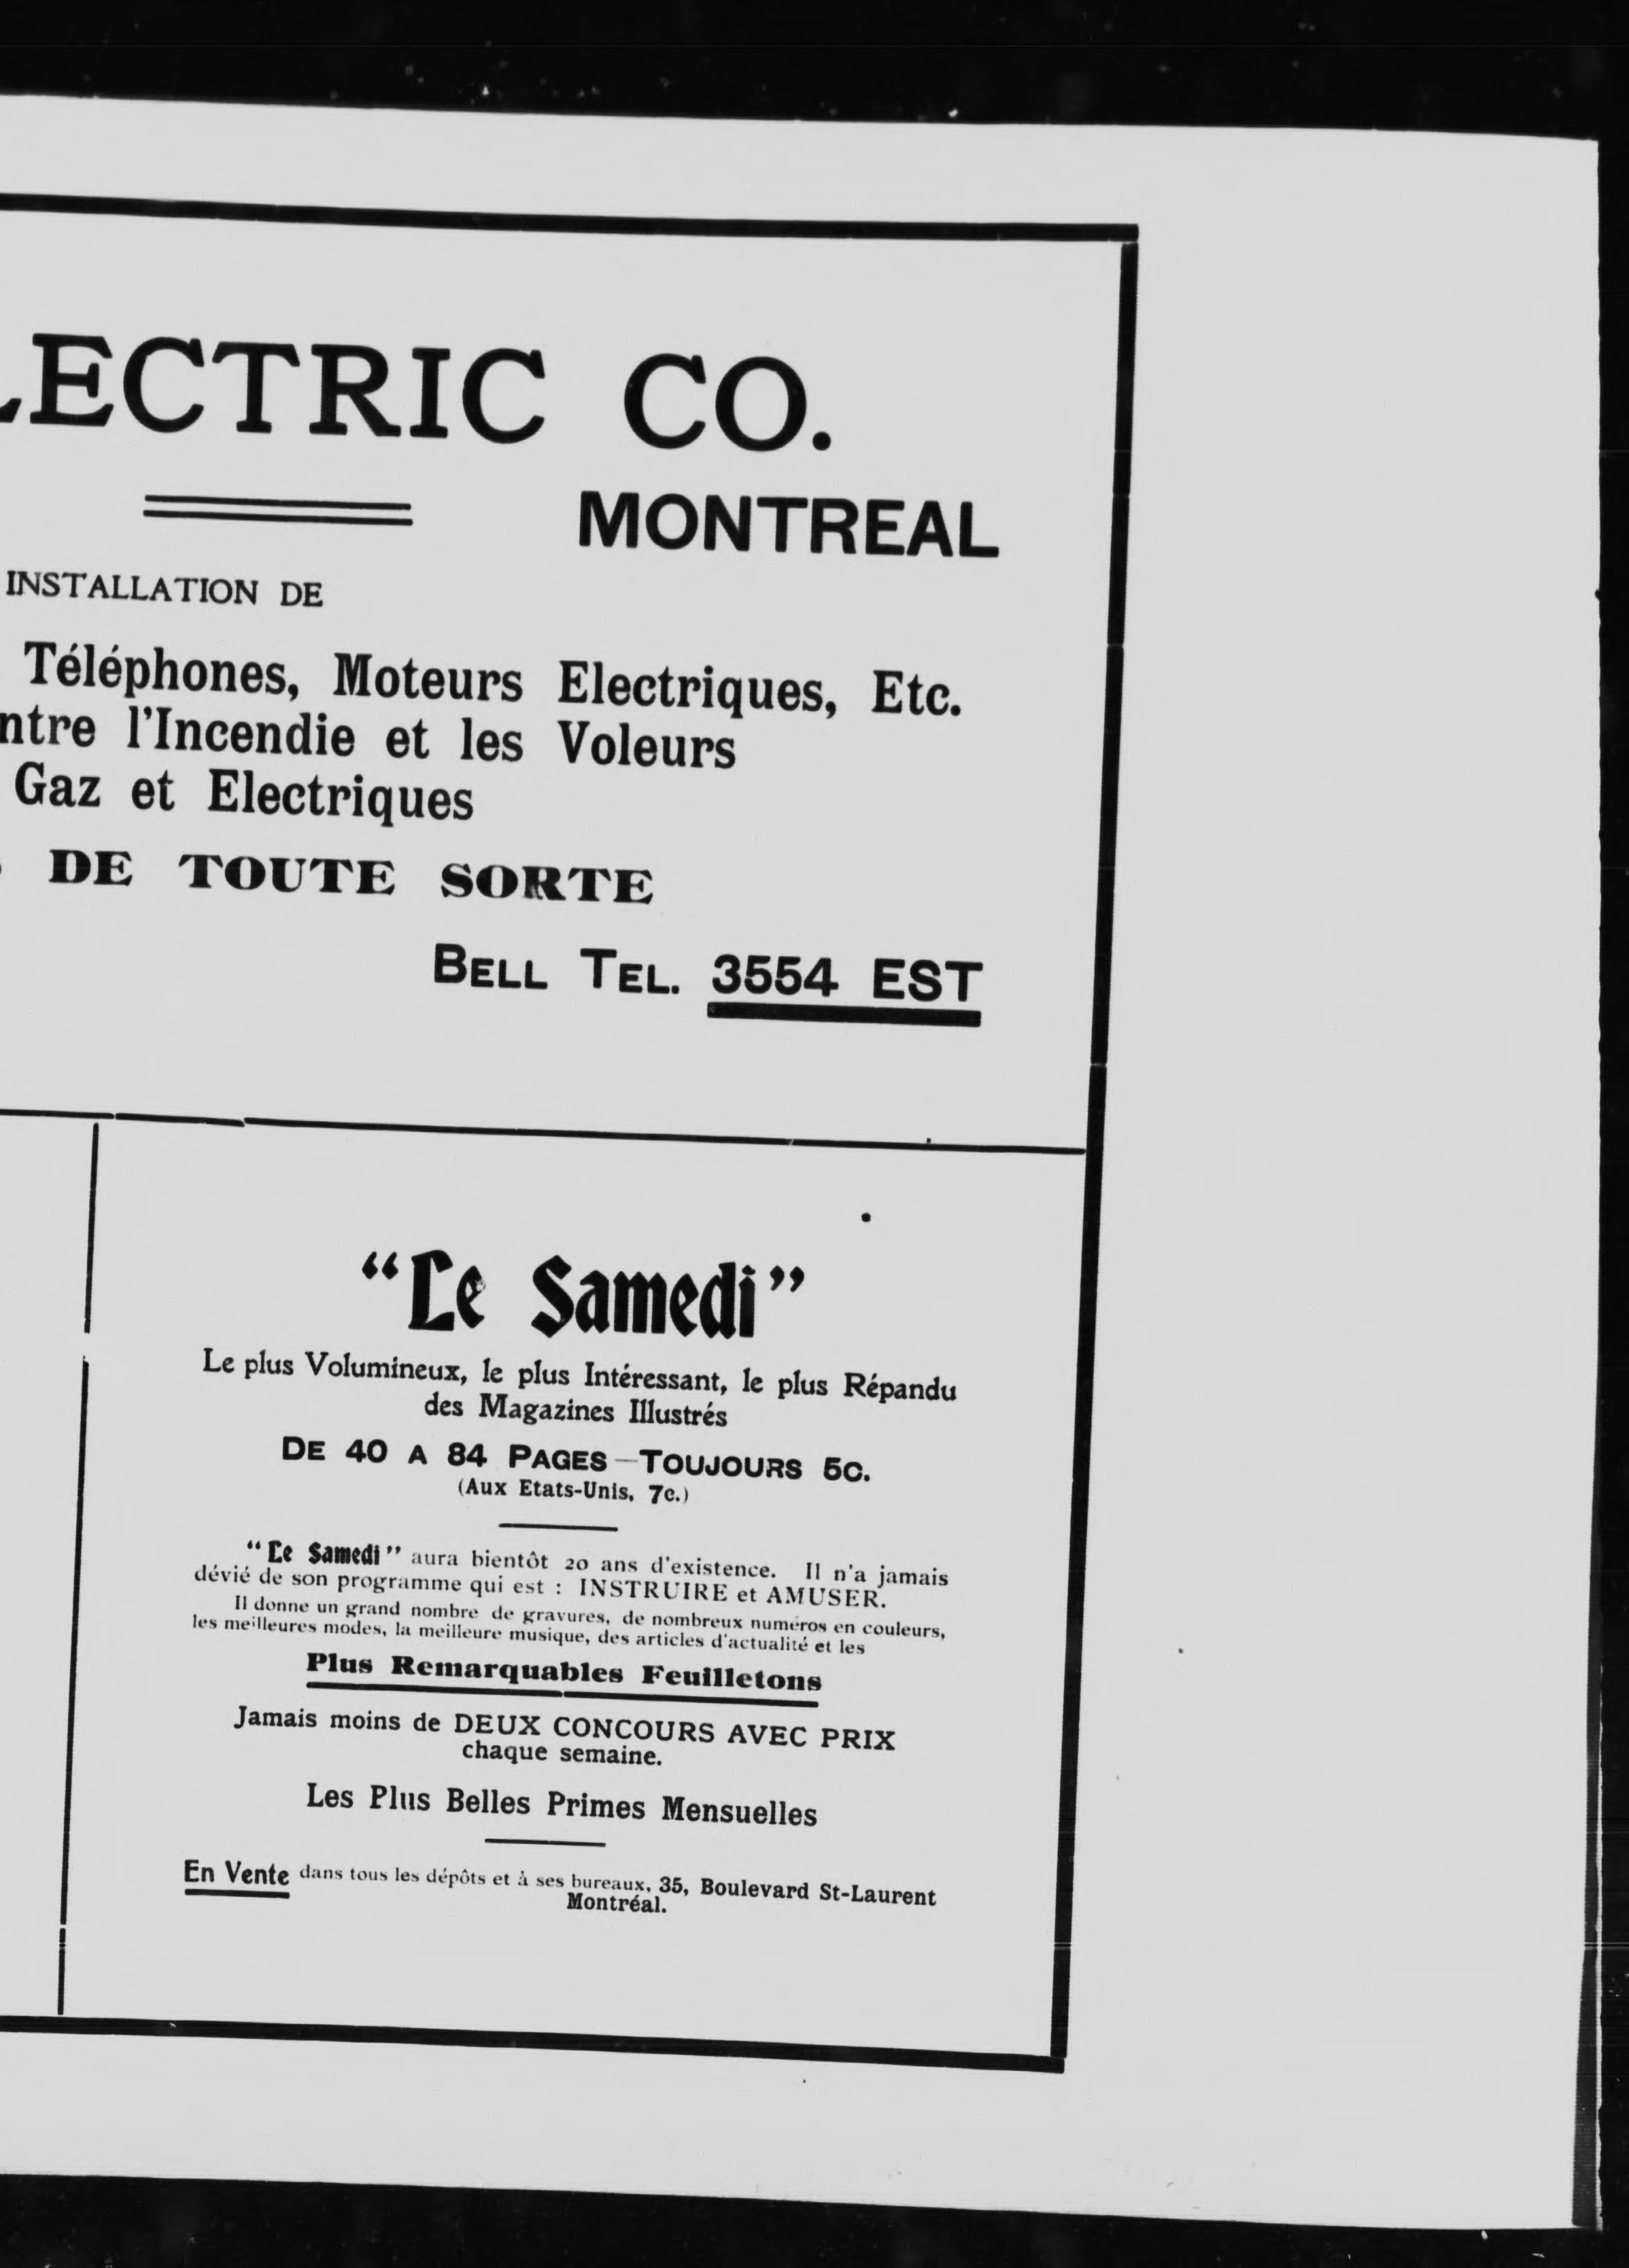 LECTRIC CO.
MONTREAL
INSTALLATION DE
Téléphones, Moteurs Electriques, Etc.
ntre l'Incendie et les Voleurs
Gaz et Electriques
DE TOUTE SORTE
BELL TEL. 3554 EST
"Le Samedi"
Le plus Volumineux, le plus Intéressant, le plus Répandu
des Magazines Illustrés
DE 40 A 84 PAGES—TOUJOURS 5C.
(Aux Etats-Unis, 7c.)
"Le Samedi" aura bientôt 20 ans d'existence. Il n'a jamais
dévié de son programme qui est : INSTRUIRE et AMUSER.
Il donne un grand nombre de gravures, de nombreux numéros en couleurs,
les meilleures modes, la meilleure musique, des articles d'actualité et les
Plus Remarquables Feuilletons
Jamais moins de DEUX CONCOURS AVEC PRIX
chaque semaine.
Les Plus Belles Primes Mensuelles
En Vente dans tous les dépôts et à ses bureaux, 35, Boulevard St-Laurent
Montréal.